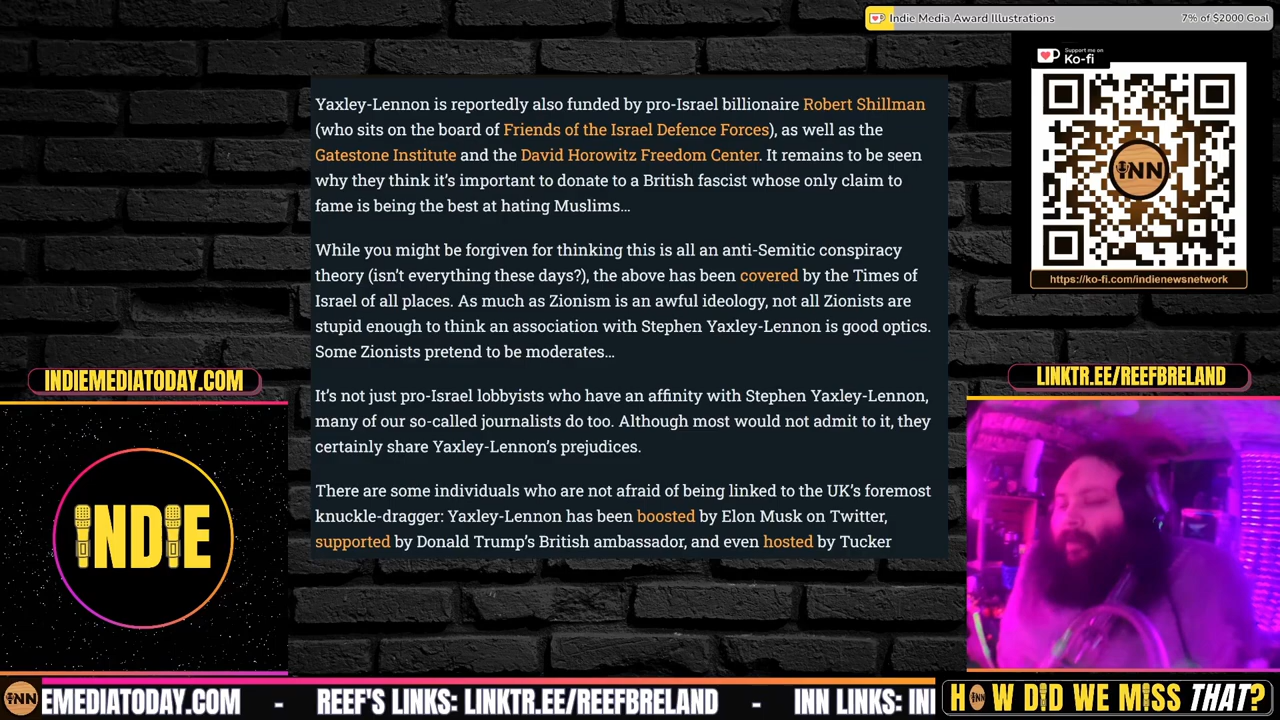 Indie Media Award Illustrations
7% of $2000 Goal
Support me on
Ko-fi
INN
https://ko-fi.com/indienewsnetwork
Yaxley-Lennon is reportedly also funded by pro-Israel billionaire Robert Shillman
(who sits on the board of Friends of the Israel Defence Forces), as well as the
Gatestone Institute and the David Horowitz Freedom Center. It remains to be seen
why they think it’s important to donate to a British fascist whose only claim to
fame is being the best at hating Muslims…
While you might be forgiven for thinking this is all an anti-Semitic conspiracy
theory (isn’t everything these days?), the above has been covered by the Times of
Israel of all places. As much as Zionism is an awful ideology, not all Zionists are
stupid enough to think an association with Stephen Yaxley-Lennon is good optics.
Some Zionists pretend to be moderates…
It’s not just pro-Israel lobbyists who have an affinity with Stephen Yaxley-Lennon,
many of our so-called journalists do too. Although most would not admit to it, they
certainly share Yaxley-Lennon’s prejudices.
There are some individuals who are not afraid of being linked to the UK’s foremost
knuckle-dragger: Yaxley-Lennon has been boosted by Elon Musk on Twitter,
supported by Donald Trump’s British ambassador, and even hosted by Tucker
INDIEMEDIATODAY.COM
INDIE
LINKTR.EE/REEFBRELAND
INN
EMEDIATODAY.COM - REEF'S LINKS: LINKTR.EE/REEFBRELAND - INN LINKS: INI
HOW DID WE MISS THAT?